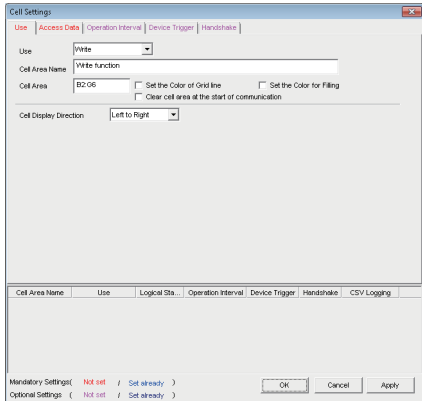 Cell Settings
Use Access Data Operation Interval Device Trigger Handshake
Use Write
Cell Area Name Write function
Cell Area B2:G6 Set the Color of Grid line Set the Color for Filling
Clear cell area at the start of communication
Cell Display Direction Left to Right
Cell Area Name Use Logical Sta... Operation Interval Device Trigger Handshake CSV Logging
Mandatory Settings( Not set / Set already )
Optional Settings ( Not set / Set already )
OK Cancel Apply